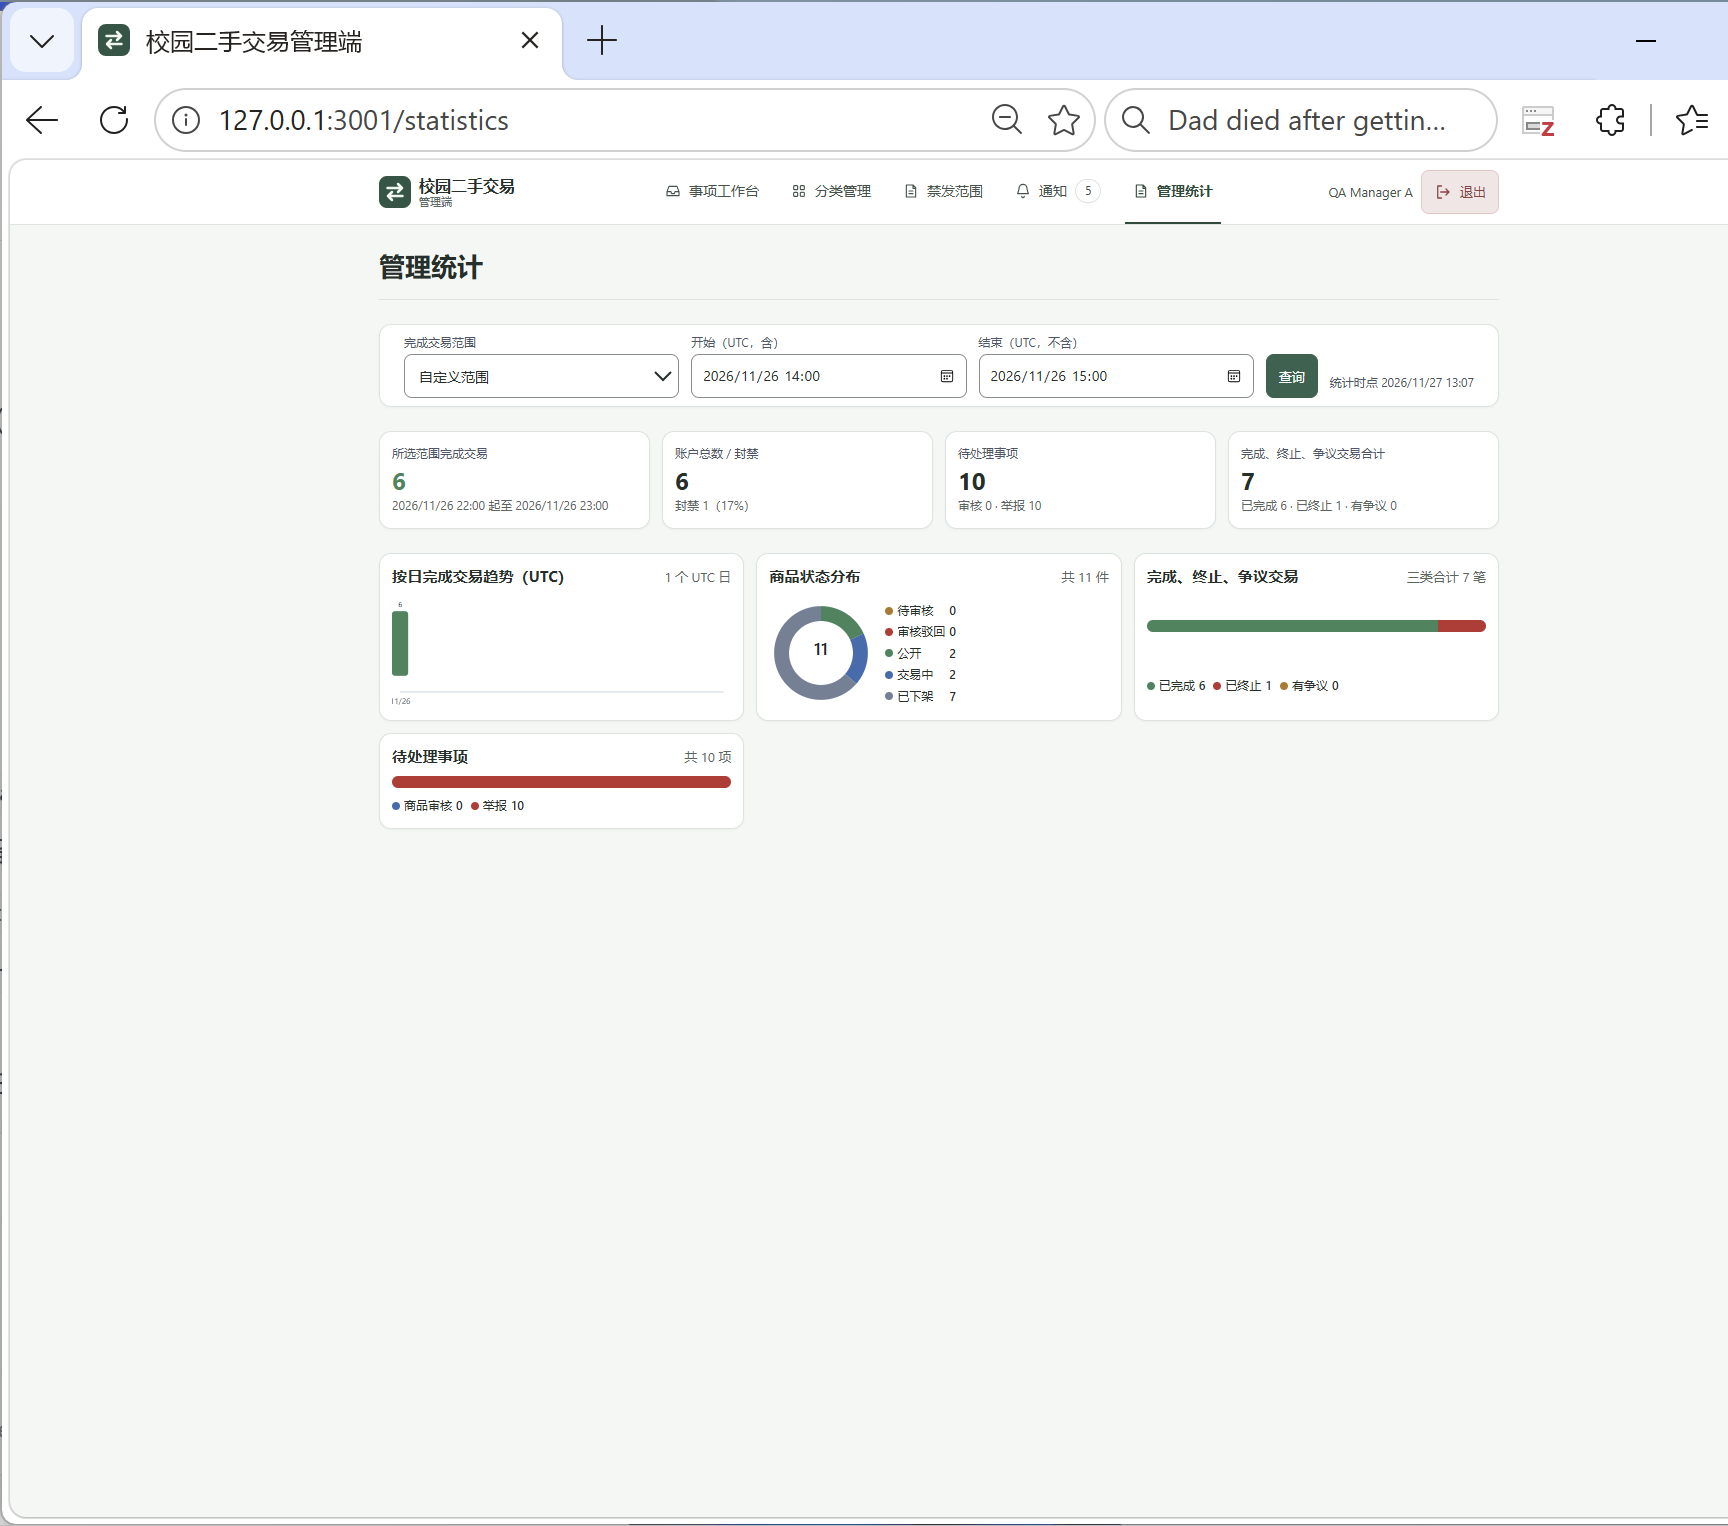 校园二手交易管理端
127.0.0.1:3001/statistics
Dad died after gettin...
校园二手交易
管理端
事项工作台
分类管理
禁发范围
通知 5
管理统计
QA Manager A
退出
管理统计
完成交易范围
开始（UTC，含）
结束（UTC，不含）
自定义范围
2026/11/26 14:00
2026/11/26 15:00
查询
统计时点 2026/11/27 13:07
所选范围完成交易
6
2026/11/26 22:00 起至 2026/11/26 23:00
账户总数 / 封禁
6
封禁 1（17%）
待处理事项
10
审核 0 · 举报 10
完成、终止、争议交易合计
7
已完成 6 · 已终止 1 · 有争议 0
按日完成交易趋势（UTC）
1 个 UTC 日
6
11/26
商品状态分布
共 11 件
11
待审核 0
审核驳回 0
公开 2
交易中 2
已下架 7
完成、终止、争议交易
三类合计 7 笔
已完成 6 已终止 1 有争议 0
待处理事项
共 10 项
商品审核 0 举报 10